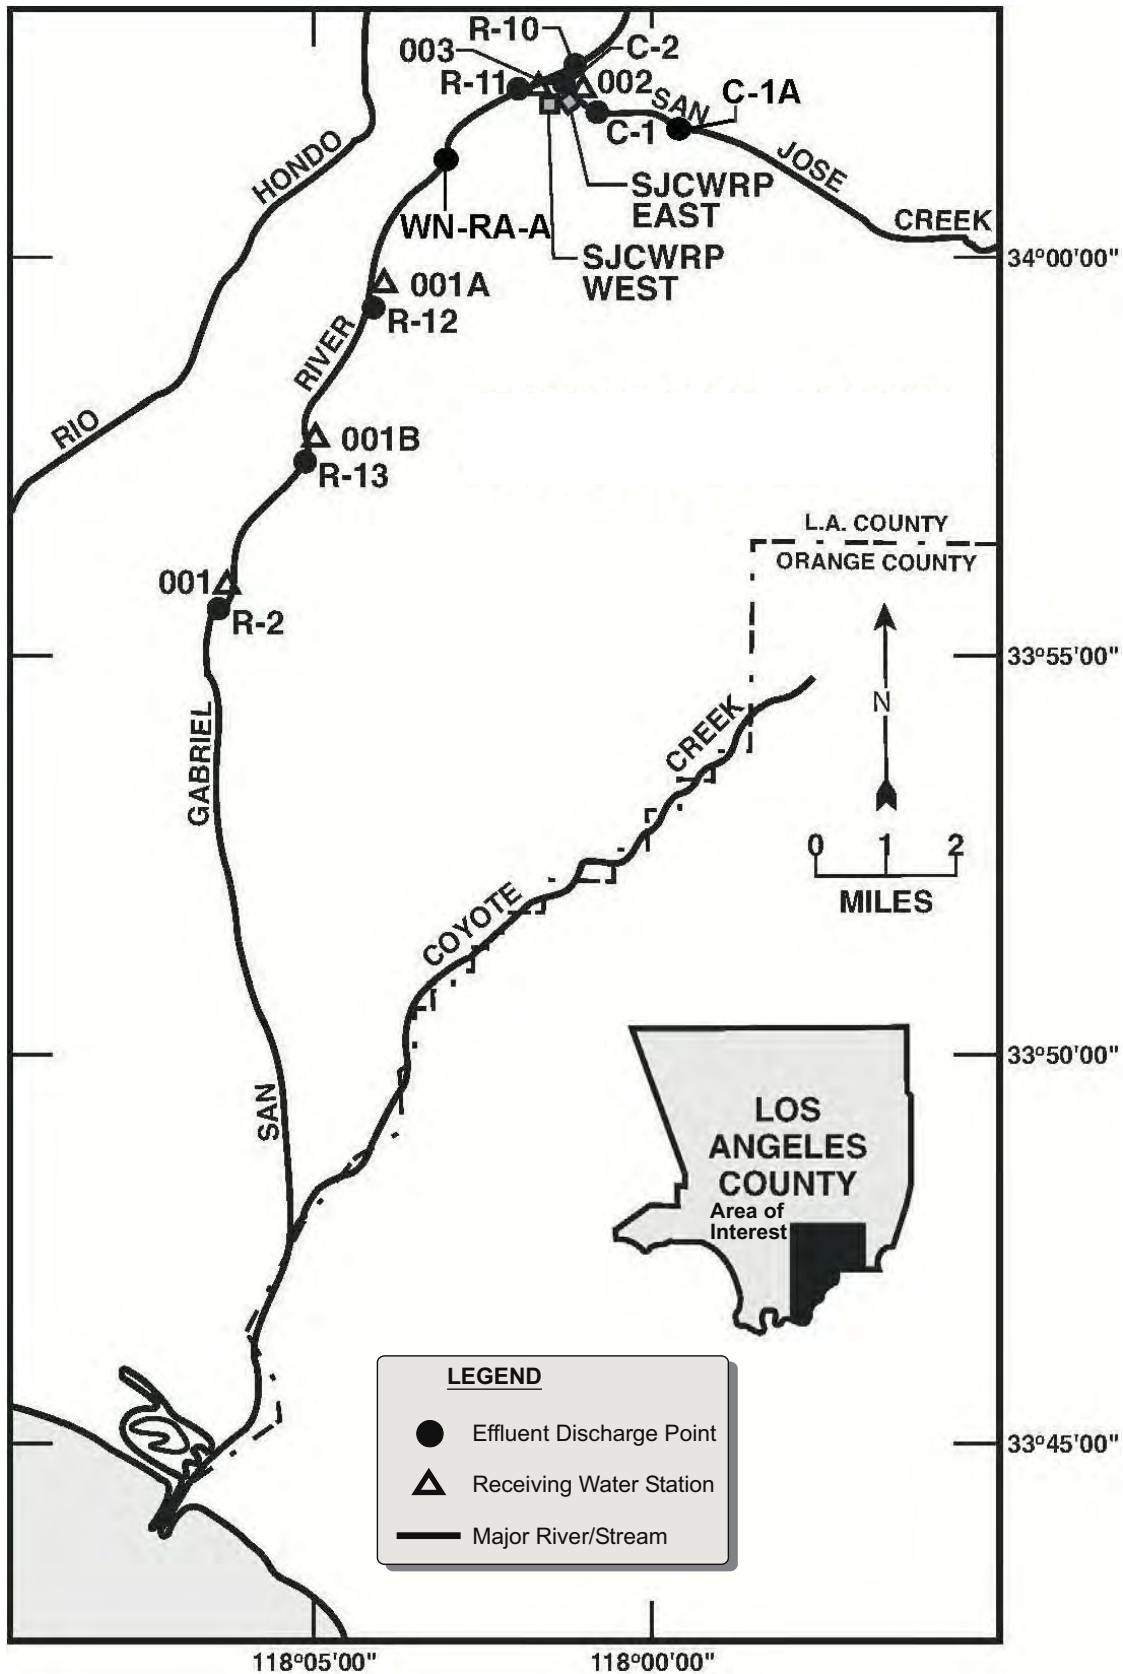 R-10
003
C-2
R-11
002
C-1A
SAN
C-1
JOSE
HONDO
SJCWRP
EAST
CREEK
WN-RA-A
SJCWRP
WEST
34°00'00"
001A
R-12
RIVER
RIO
001B
R-13
L.A. COUNTY
ORANGE COUNTY
001
R-2
33°55'00"
N
CREEK
GABRIEL
0 1 2
MILES
COYOTE
33°50'00"
SAN
LOS
ANGELES
COUNTY
Area of
Interest
LEGEND
Effluent Discharge Point
33°45'00"
Receiving Water Station
Major River/Stream
118°05'00"
118°00'00"